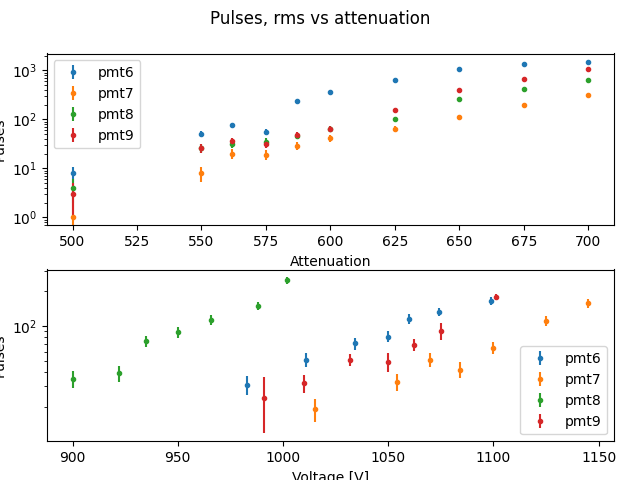 Pulses, rms vs attenuation
10³
10²
10¹
10⁰
Pulses
pmt6
pmt7
pmt8
pmt9
500 525 550 575 600 625 650 675 700
Attenuation
10²
Pulses
pmt6
pmt7
pmt8
pmt9
900 950 1000 1050 1100 1150
Voltage [V]